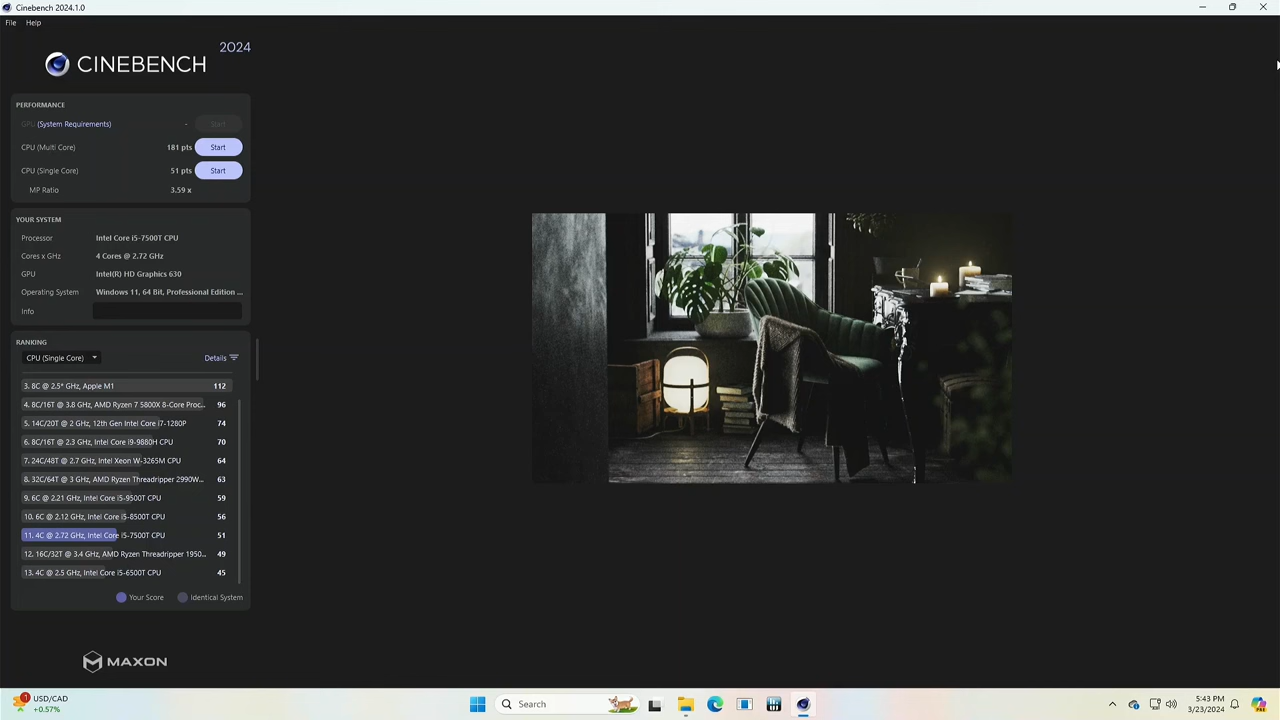 Cinebench 2024.1.0
File Help
2024
CINEBENCH
PERFORMANCE
GPU (System Requirements) - Start
CPU (Multi Core) 181 pts Start
CPU (Single Core) 51 pts Start
MP Ratio 3.59 x
YOUR SYSTEM
Processor Intel Core i5-7500T CPU
Cores x GHz 4 Cores @ 2.72 GHz
GPU Intel(R) HD Graphics 630
Operating System Windows 11, 64 Bit, Professional Edition ...
Info
RANKING
CPU (Single Core) Details
3. 8C @ 2.5* GHz, Apple M1 112
4. 8C/16T @ 3.8 GHz, AMD Ryzen 7 5800X 8-Core Proc... 96
5. 14C/20T @ 2 GHz, 12th Gen Intel Core i7-1280P 74
6. 8C/16T @ 2.3 GHz, Intel Core i9-9880H CPU 70
7. 24C/48T @ 2.7 GHz, Intel Xeon W-3265M CPU 64
8. 32C/64T @ 3 GHz, AMD Ryzen Threadripper 2990W... 63
9. 6C @ 2.21 GHz, Intel Core i5-9500T CPU 59
10. 6C @ 2.12 GHz, Intel Core i5-8500T CPU 56
11. 4C @ 2.72 GHz, Intel Core i5-7500T CPU 51
12. 16C/32T @ 3.4 GHz, AMD Ryzen Threadripper 1950... 49
13. 4C @ 2.5 GHz, Intel Core i5-6500T CPU 45
Your Score Identical System
MAXON
1 USD/CAD
+0.57%
Search
5:43 PM
3/23/2024